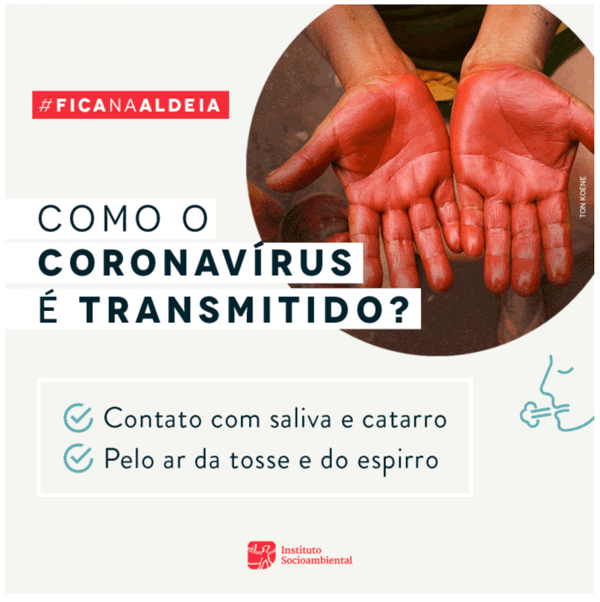 #FICANAALDEIA
TON KOENE
COMO O
CORONAVÍRUS
É TRANSMITIDO?
Contato com saliva e catarro
Pelo ar da tosse e do espirro
Instituto
Socioambiental